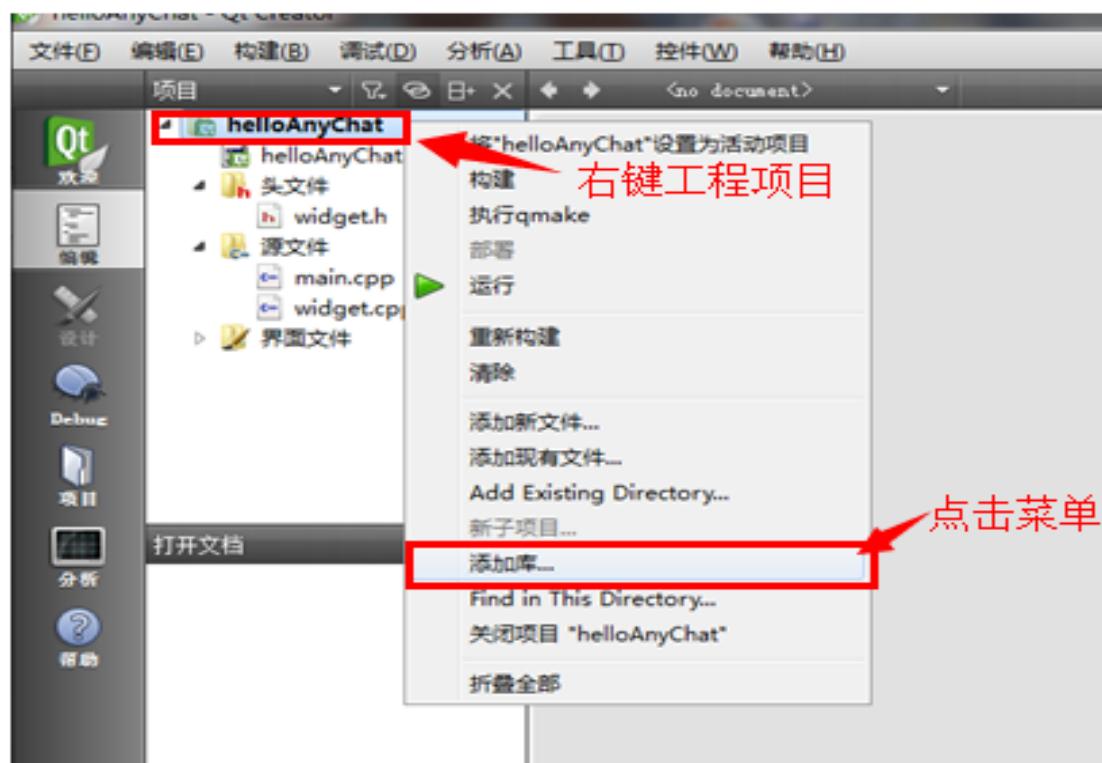 helloAnyChat - Qt Creator
文件(F) 编辑(E) 构建(B) 调试(D) 分析(A) 工具(T) 控件(W) 帮助(H)
项目 <no document>
helloAnyChat
helloAnyChat
头文件
widget.h
源文件
main.cpp
widget.cpp
界面文件
Qt
欢迎
编辑
设计
Debug
项目
分析
帮助
打开文档
将"helloAnyChat"设置为活动项目
构建
执行qmake
部署
运行
重新构建
清除
添加新文件...
添加现有文件...
Add Existing Directory...
新子项目...
添加库...
Find in This Directory...
关闭项目 "helloAnyChat"
折叠全部
右键工程项目
点击菜单